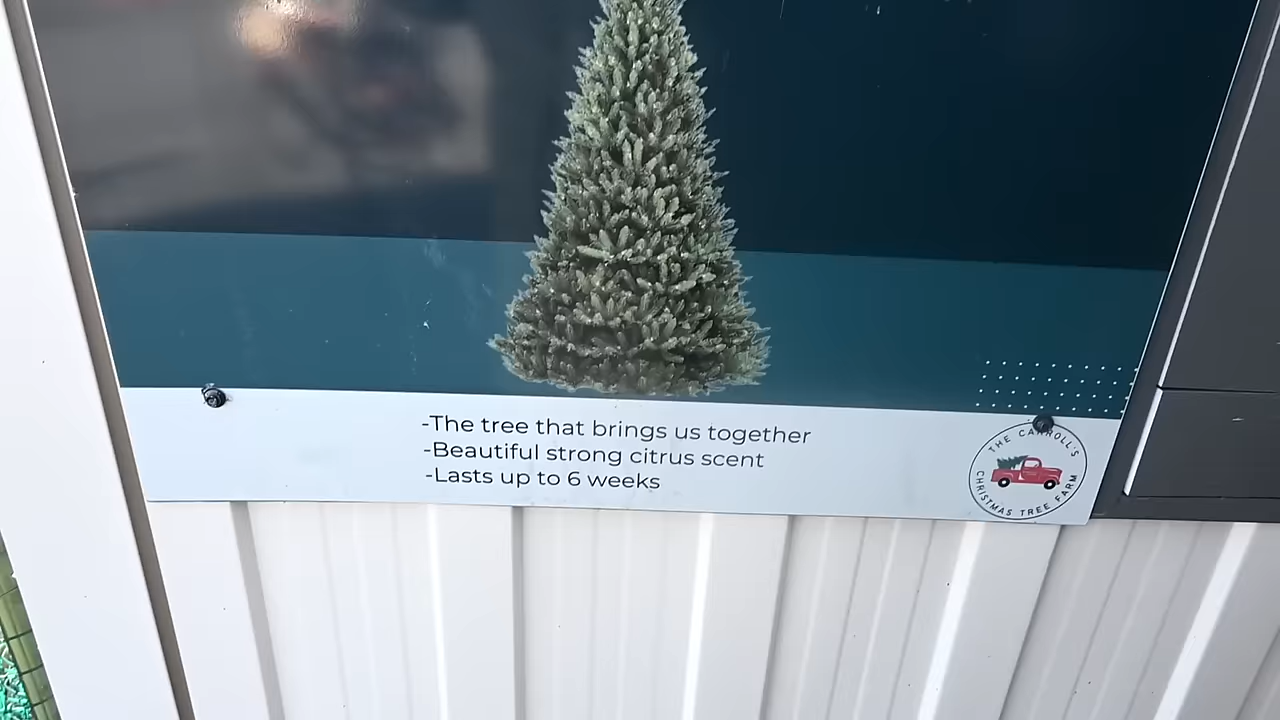 -The tree that brings us together
-Beautiful strong citrus scent
-Lasts up to 6 weeks
THE CARROLL'S
CHRISTMAS TREE FARM